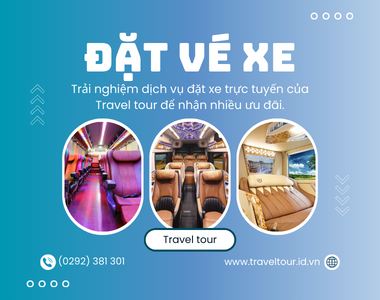 ĐẶT VÉ XE
Trải nghiệm dịch vụ đặt xe trực tuyến của
Travel tour để nhận nhiều ưu đãi.
Travel tour
(0292) 381 301
www.traveltour.id.vn